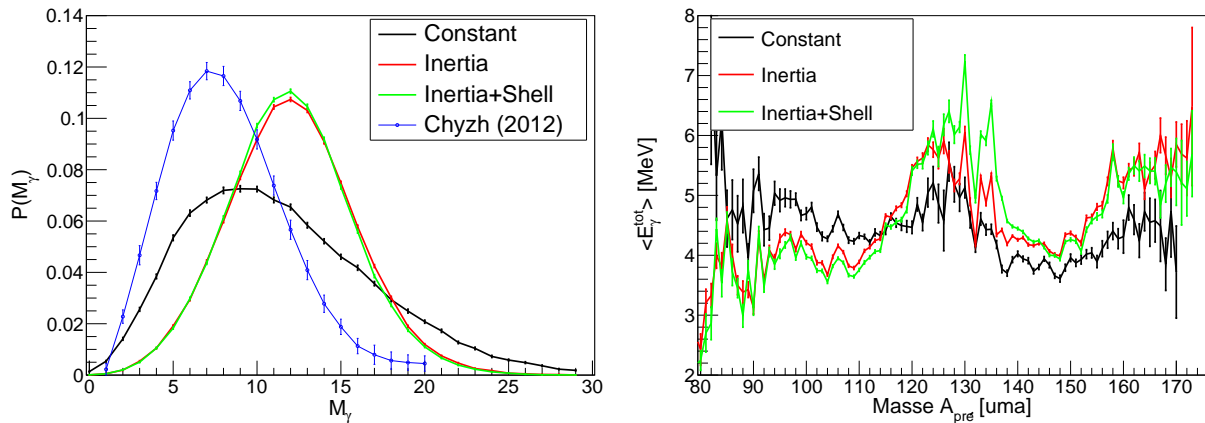 0.14
0.12
0.1
0.08
0.06
0.04
0.02
0
P(M_γ)
Constant
Inertia
Inertia+Shell
Chyzh (2012)
0 5 10 15 20 25 30
M_γ
8
7
6
5
4
3
2
<E_γ^tot> [MeV]
Constant
Inertia
Inertia+Shell
80 90 100 110 120 130 140 150 160 170
Masse A_pré [uma]